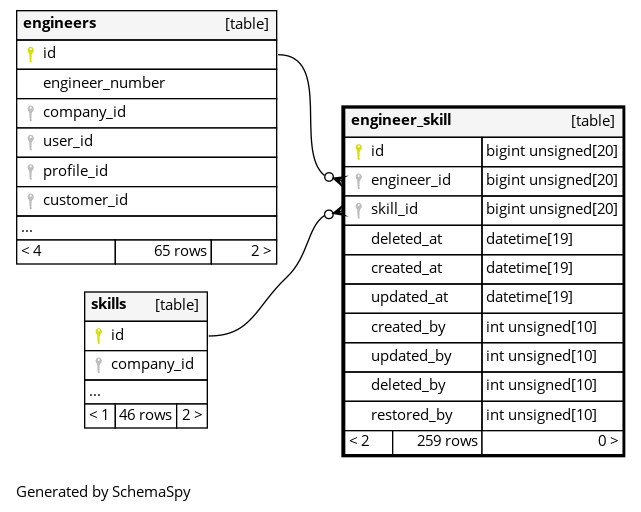 engineers [table]
id
engineer_number
company_id
user_id
profile_id
customer_id
...
< 4 65 rows 2 >
engineer_skill [table]
id bigint unsigned[20]
engineer_id bigint unsigned[20]
skill_id bigint unsigned[20]
deleted_at datetime[19]
created_at datetime[19]
updated_at datetime[19]
created_by int unsigned[10]
updated_by int unsigned[10]
deleted_by int unsigned[10]
restored_by int unsigned[10]
< 2 259 rows 0 >
skills [table]
id
company_id
...
< 1 46 rows 2 >
Generated by SchemaSpy